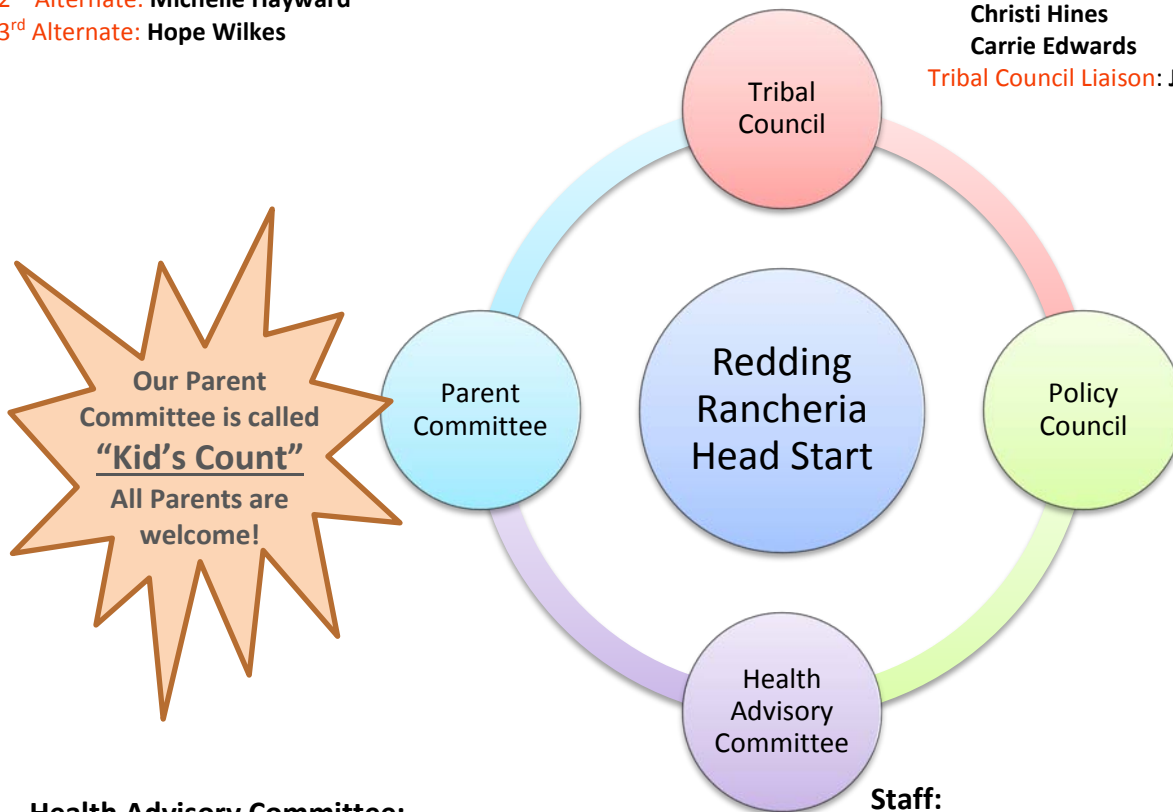 2nd Alternate: Michelle Hayward
3rd Alternate: Hope Wilkes
Christi Hines
Carrie Edwards
Tribal Council Liaison:
Tribal
Council
Our Parent
Committee is called
“Kid’s Count”
All Parents are
welcome!
Parent
Committee
Redding
Rancheria
Head Start
Policy
Council
Health
Advisory
Committee
Health Advisory Committee:
Staff: